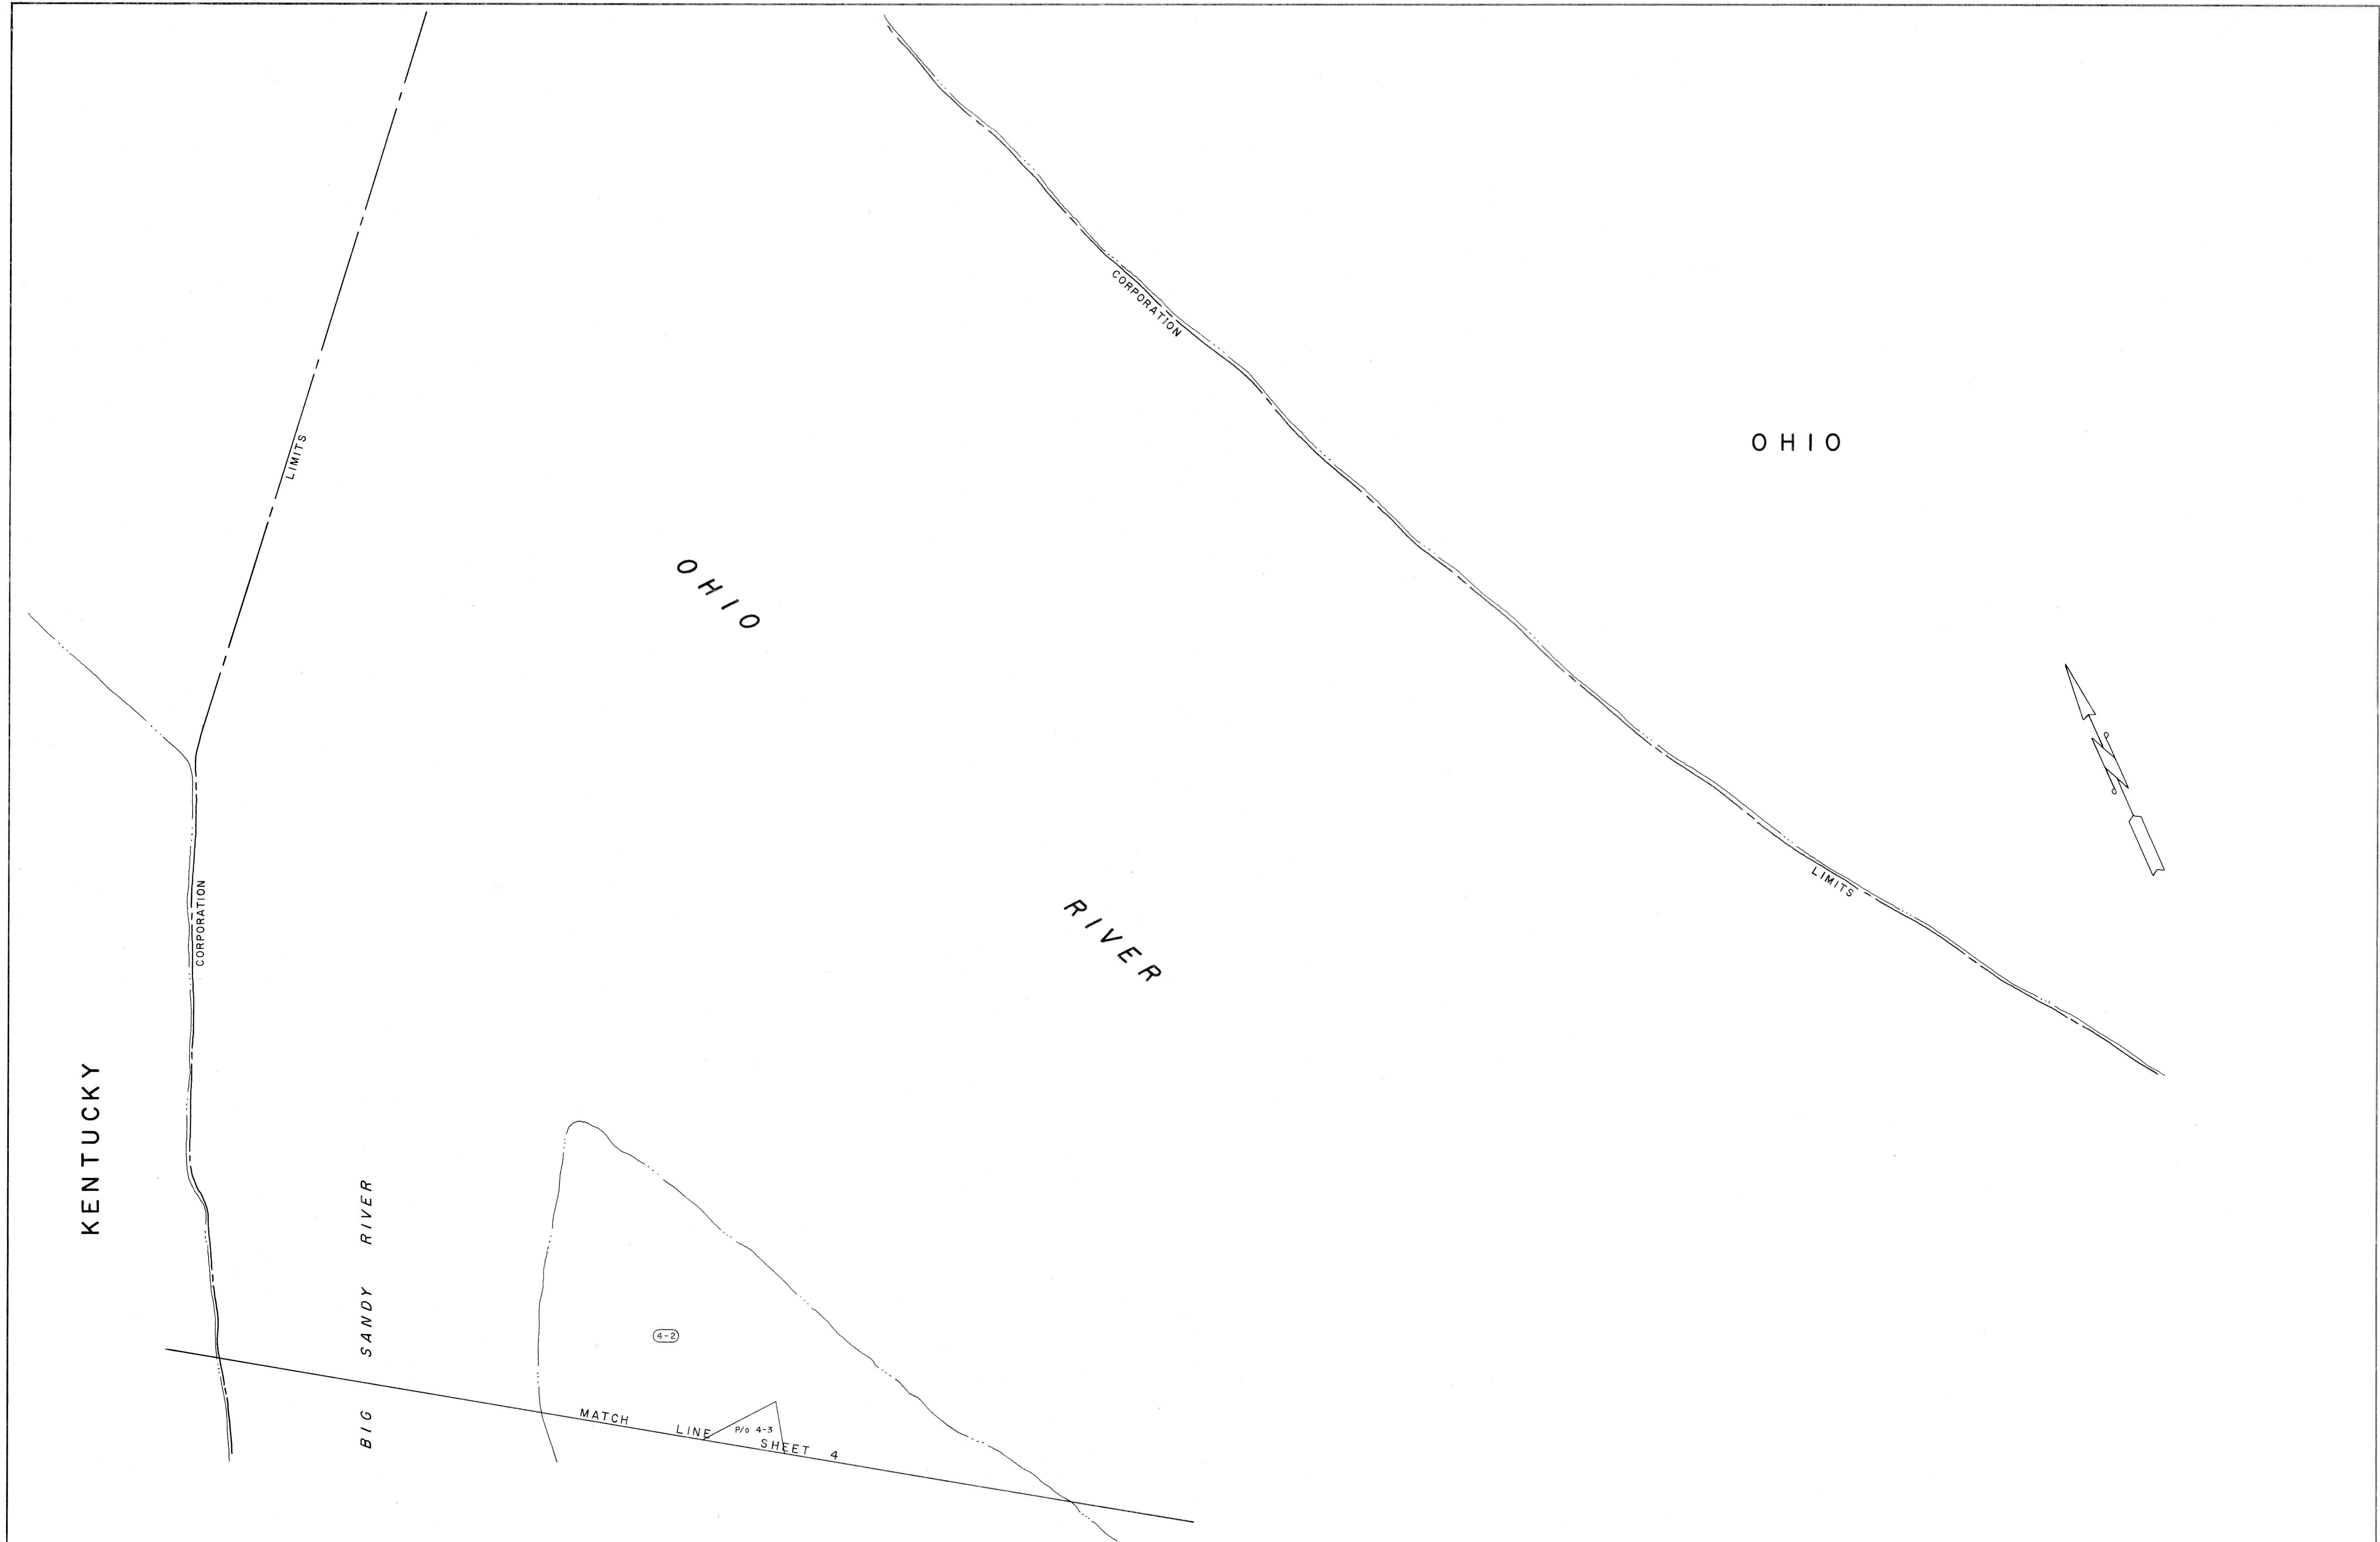 CORPORATION
LIMITS
OHIO
LIMITS
OHIO
RIVER
CORPORATION
LIMITS
KENTUCKY
BIG SANDY RIVER
4-2
MATCH LINE SHEET 4
P/o 4-3